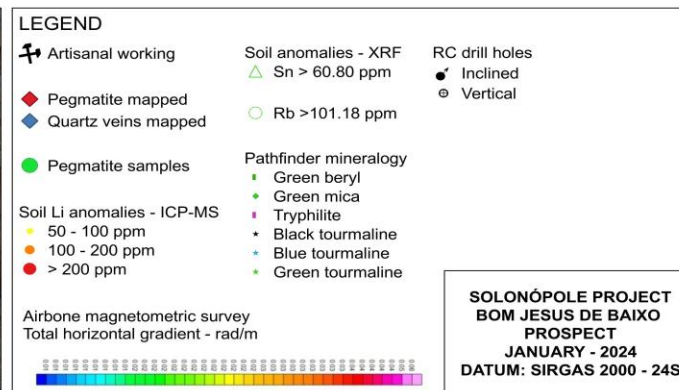 LEGEND
Artisanal working
Pegmatite mapped
Quartz veins mapped
Pegmatite samples
Soil Li anomalies - ICP-MS
50 - 100 ppm
100 - 200 ppm
> 200 ppm
Airbone magnetometric survey
Total horizontal gradient - rad/m
Soil anomalies - XRF
Sn > 60.80 ppm
Rb >101.18 ppm
Pathfinder mineralogy
Green beryl
Green mica
Tryphilite
Black tourmaline
Blue tourmaline
Green tourmaline
RC drill holes
Inclined
Vertical
SOLONÓPOLE PROJECT
BOM JESUS DE BAIXO
PROSPECT
JANUARY - 2024
DATUM: SIRGAS 2000 - 24S